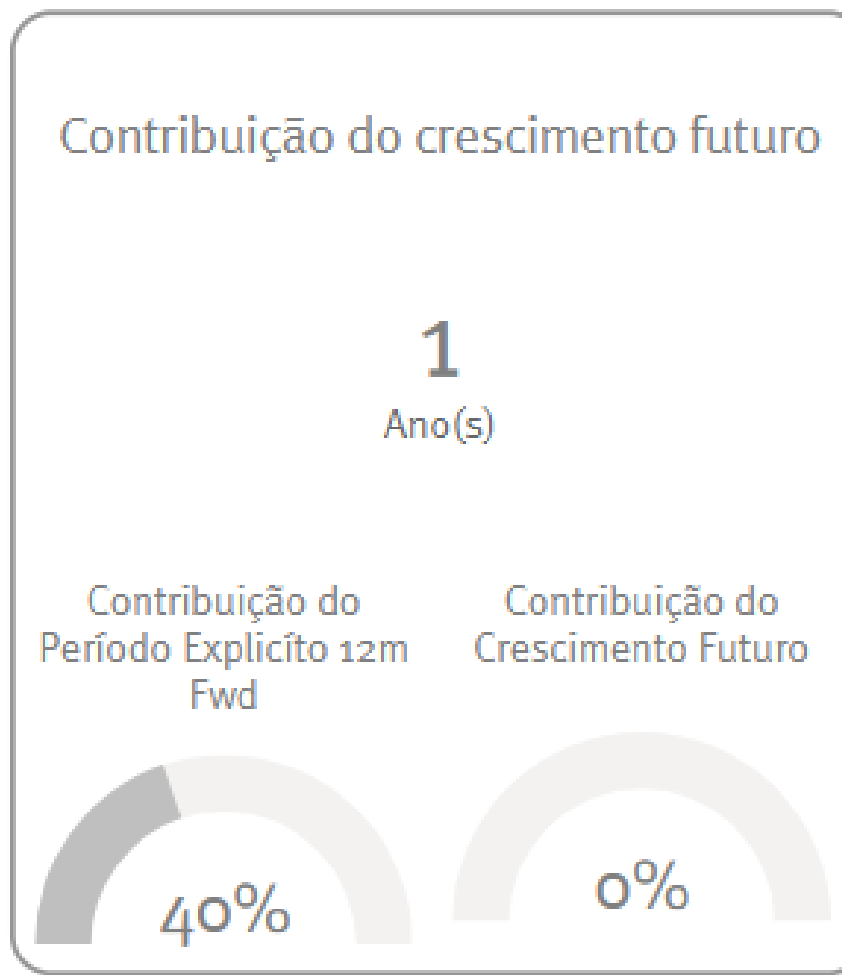 Contribuição do crescimento futuro
1
Ano(s)
Contribuição do
Período Explicíto 12m
Fwd
Contribuição do
Crescimento Futuro
40%
0%